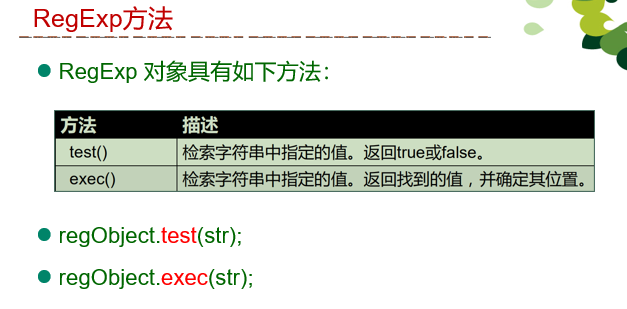 RegExp方法
RegExp 对象具有如下方法：
方法 描述
test() 检索字符串中指定的值。返回true或false。
exec() 检索字符串中指定的值。返回找到的值，并确定其位置。
regObject.test(str);
regObject.exec(str);